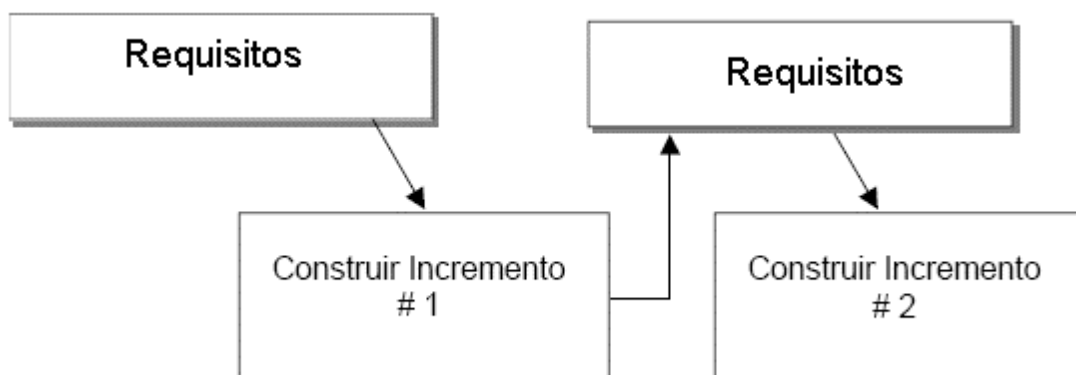 Requisitos
Requisitos
Construir Incremento
# 1
Construir Incremento
# 2